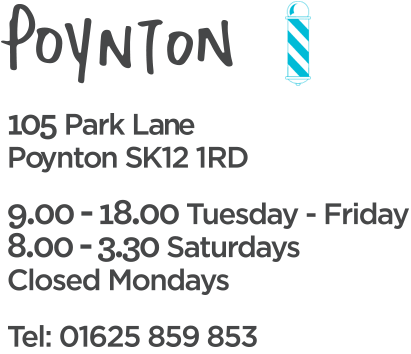 POYNTON
105 Park Lane
Poynton SK12 1RD
9.00 - 18.00 Tuesday - Friday
8.00 - 3.30 Saturdays
Closed Mondays
Tel: 01625 859 853